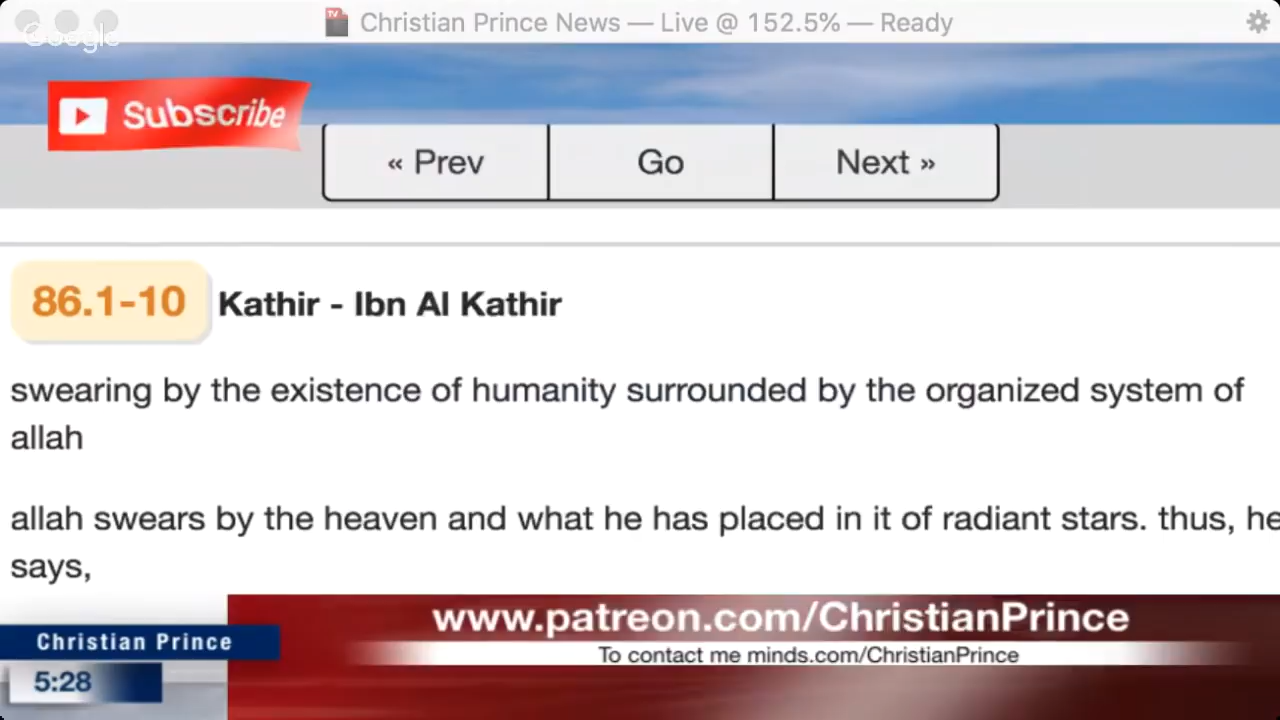 Christian Prince News — Live @ 152.5% — Ready
Google
Subscribe
« Prev Go Next »
86.1-10 Kathir - Ibn Al Kathir
swearing by the existence of humanity surrounded by the organized system of
allah
allah swears by the heaven and what he has placed in it of radiant stars. thus, he
says,
www.patreon.com/ChristianPrince
Christian Prince
To contact me minds.com/ChristianPrince
5:28